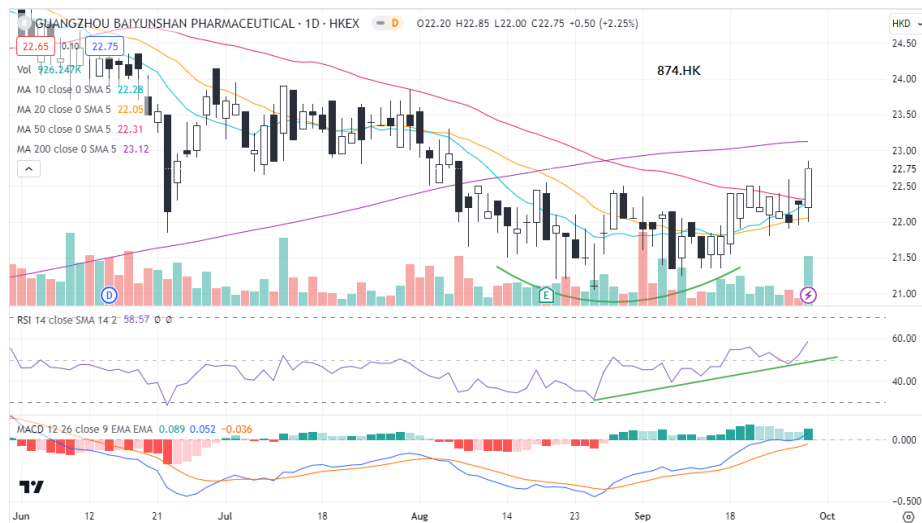 GUANGZHOU BAIYUNSHAN PHARMACEUTICAL · 1D · HKEX D O22.20 H22.85 L22.00 C22.75 +0.50 (+2.25%)
HKD
22.65 0.10 22.75
24.50
Vol 926.247K
874.HK
24.00
MA 10 close 0 SMA 5 22.28
MA 20 close 0 SMA 5 22.05
23.50
MA 50 close 0 SMA 5 22.31
MA 200 close 0 SMA 5 23.12
23.00
22.75
22.50
22.00
21.50
D E
21.00
RSI 14 close SMA 14 2 58.57 Ø Ø
60.00
40.00
MACD 12 26 close 9 EMA EMA 0.089 0.052 −0.036
0.000
-0.500
Jun 12 21 Jul 18 Aug 14 23 Sep 18 Oct